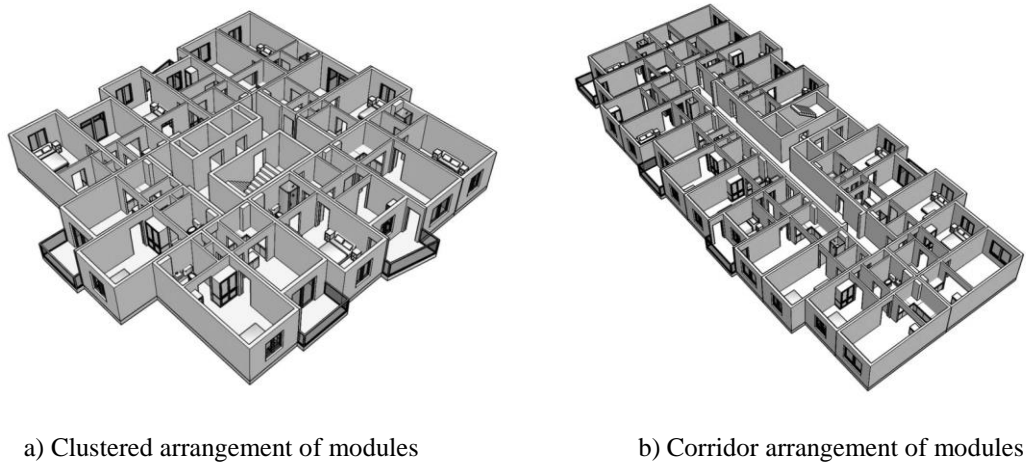 a) Clustered arrangement of modules
b) Corridor arrangement of modules